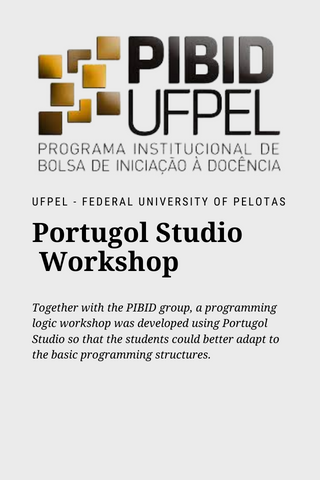 PIBID
UFPEL
PROGRAMA INSTITUCIONAL DE
BOLSA DE INICIAÇÃO À DOCÊNCIA
UFPEL - FEDERAL UNIVERSITY OF PELOTAS
Portugol Studio
Workshop
Together with the PIBID group, a programming
logic workshop was developed using Portugol
Studio so that the students could better adapt to
the basic programming structures.